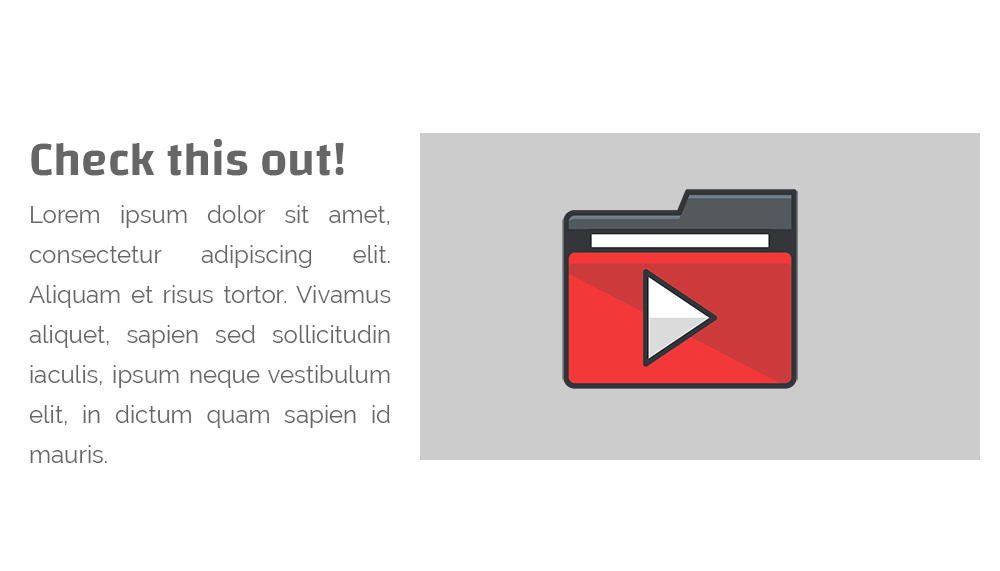 Check this out!
Lorem ipsum dolor sit amet,
consectetur adipiscing elit.
Aliquam et risus tortor. Vivamus
aliquet, sapien sed sollicitudin
iaculis, ipsum neque vestibulum
elit, in dictum quam sapien id
mauris.